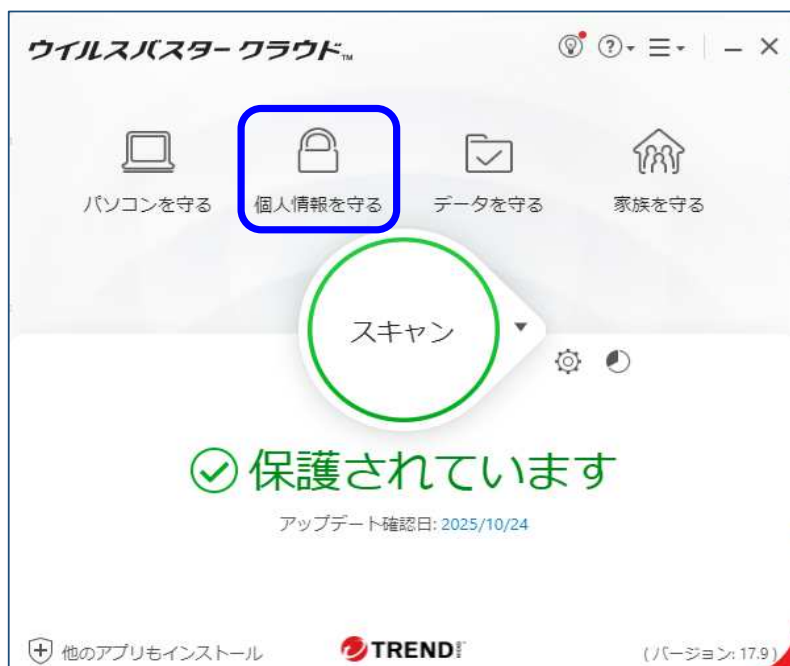 ウイルスバスター クラウド™
パソコンを守る
個人情報を守る
データを守る
家族を守る
スキャン
保護されています
アップデート確認日: 2025/10/24
他のアプリもインストール
TREND
(バージョン: 17.9)